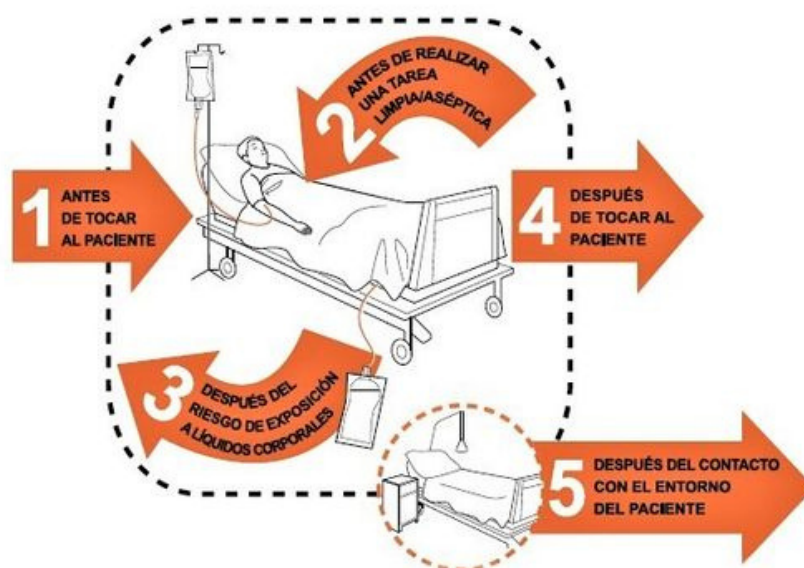 1 ANTES
DE TOCAR
AL PACIENTE
2 ANTES DE REALIZAR
UNA TAREA
LIMPIA/ASÉPTICA
3 DESPUÉS DEL
RIESGO DE EXPOSICIÓN
A LÍQUIDOS CORPORALES
4 DESPUÉS
DE TOCAR AL
PACIENTE
5 DESPUÉS DEL CONTACTO
CON EL ENTORNO
DEL PACIENTE